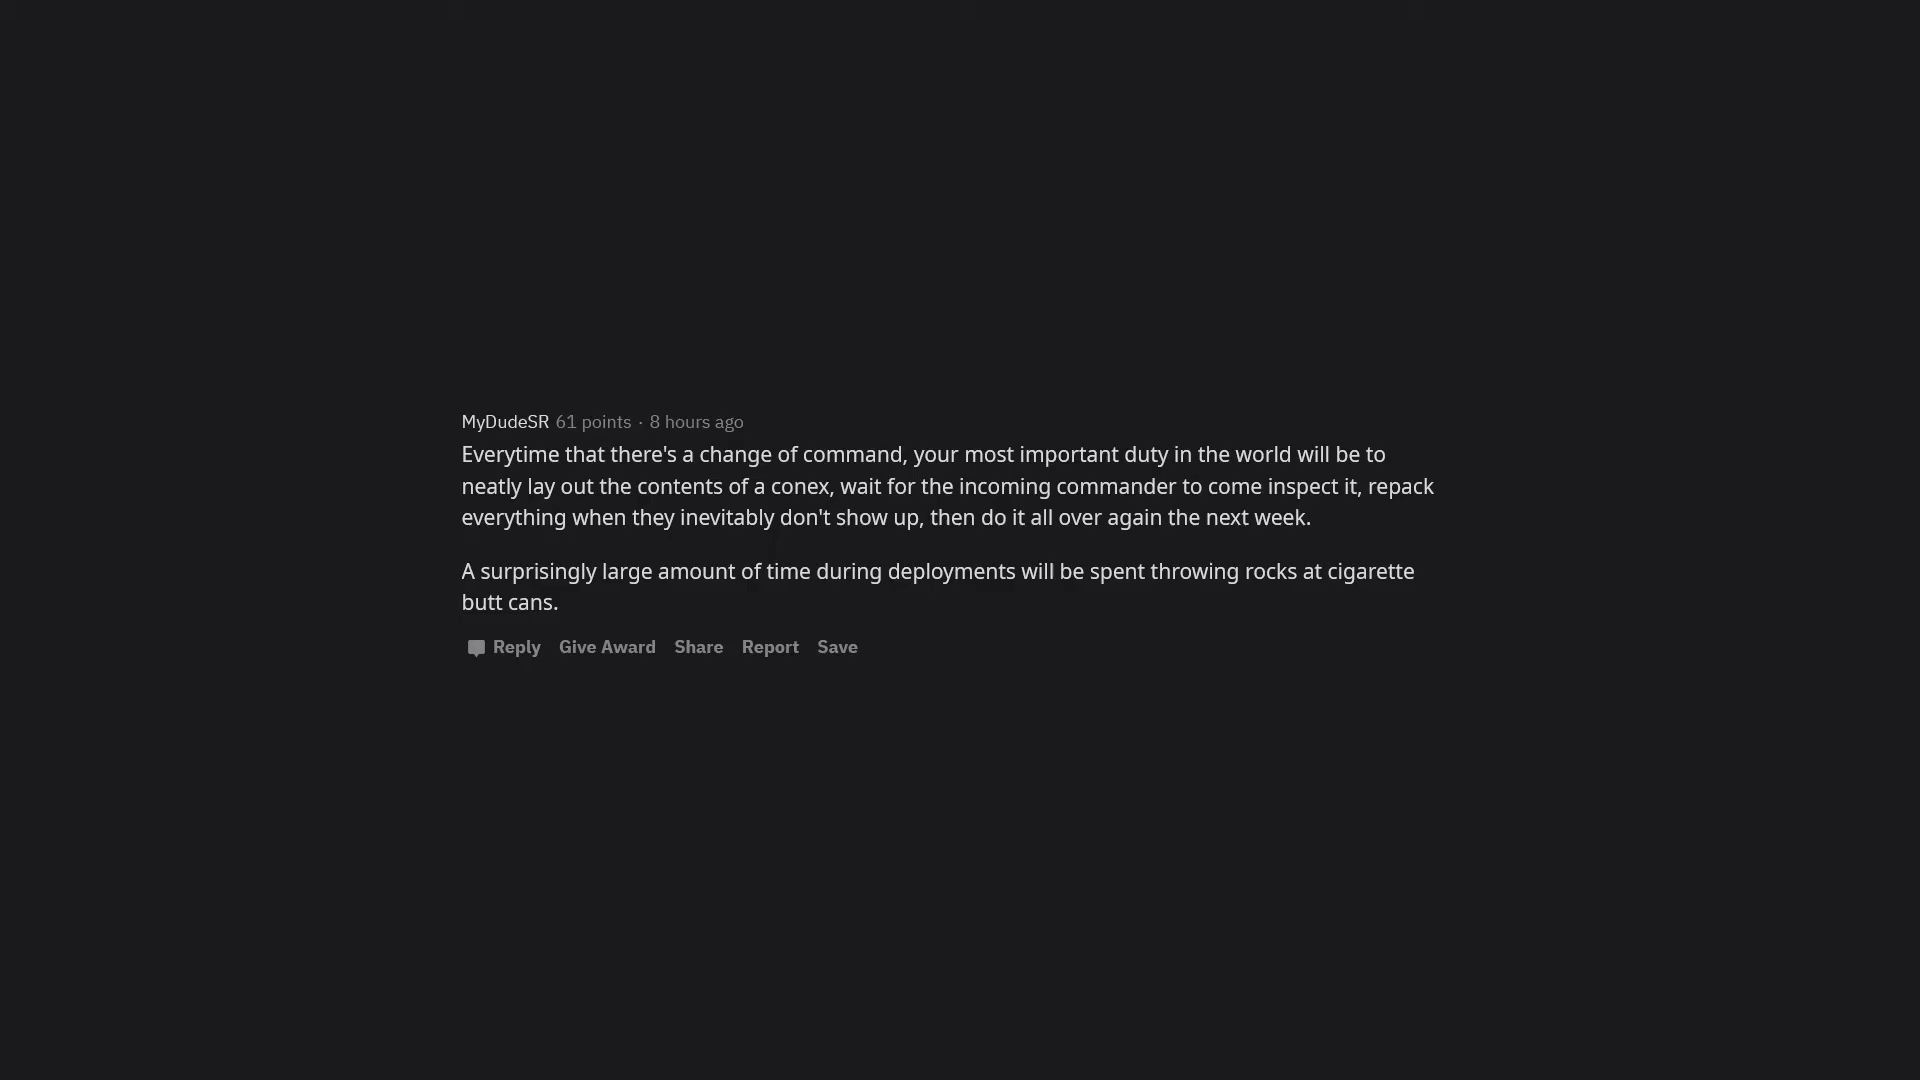 MyDudeSR 61 points · 8 hours ago
Everytime that there's a change of command, your most important duty in the world will be to
neatly lay out the contents of a conex, wait for the incoming commander to come inspect it, repack
everything when they inevitably don't show up, then do it all over again the next week.
A surprisingly large amount of time during deployments will be spent throwing rocks at cigarette
butt cans.
Reply Give Award Share Report Save